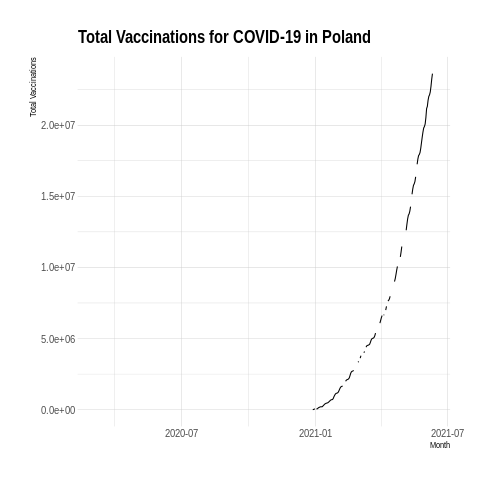 Total Vaccinations for COVID-19 in Poland
Total Vaccinations
2.0e+07
1.5e+07
1.0e+07
5.0e+06
0.0e+00
2020-07 2021-01 2021-07
Month